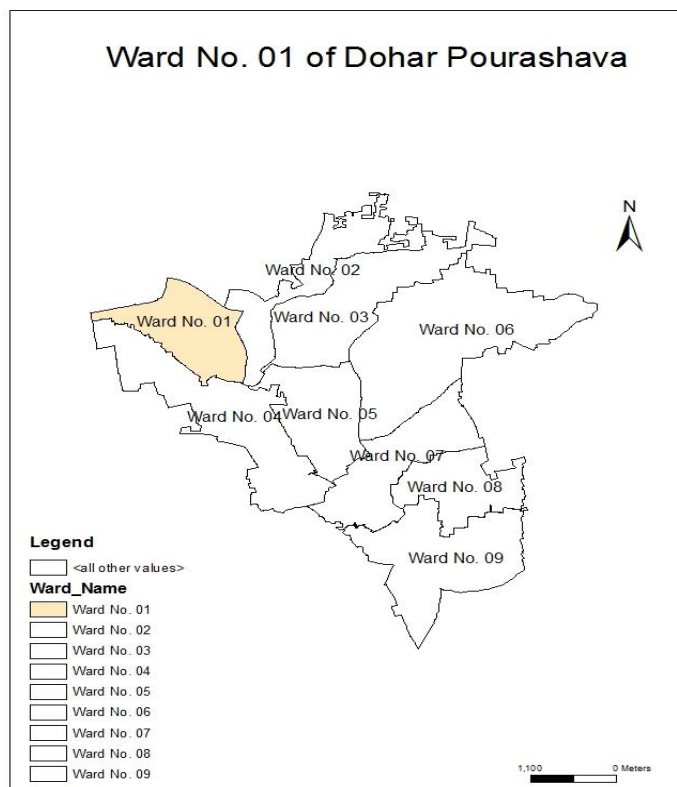 Ward No. 01 of Dohar Pourashava
N
Ward No. 02
Ward No. 01
Ward No. 03
Ward No. 06
Ward No. 04
Ward No. 05
Ward No. 07
Ward No. 08
Ward No. 09
Legend
<all other values>
Ward_Name
Ward No. 01
Ward No. 02
Ward No. 03
Ward No. 04
Ward No. 05
Ward No. 06
Ward No. 07
Ward No. 08
Ward No. 09
1,100 0 Meters